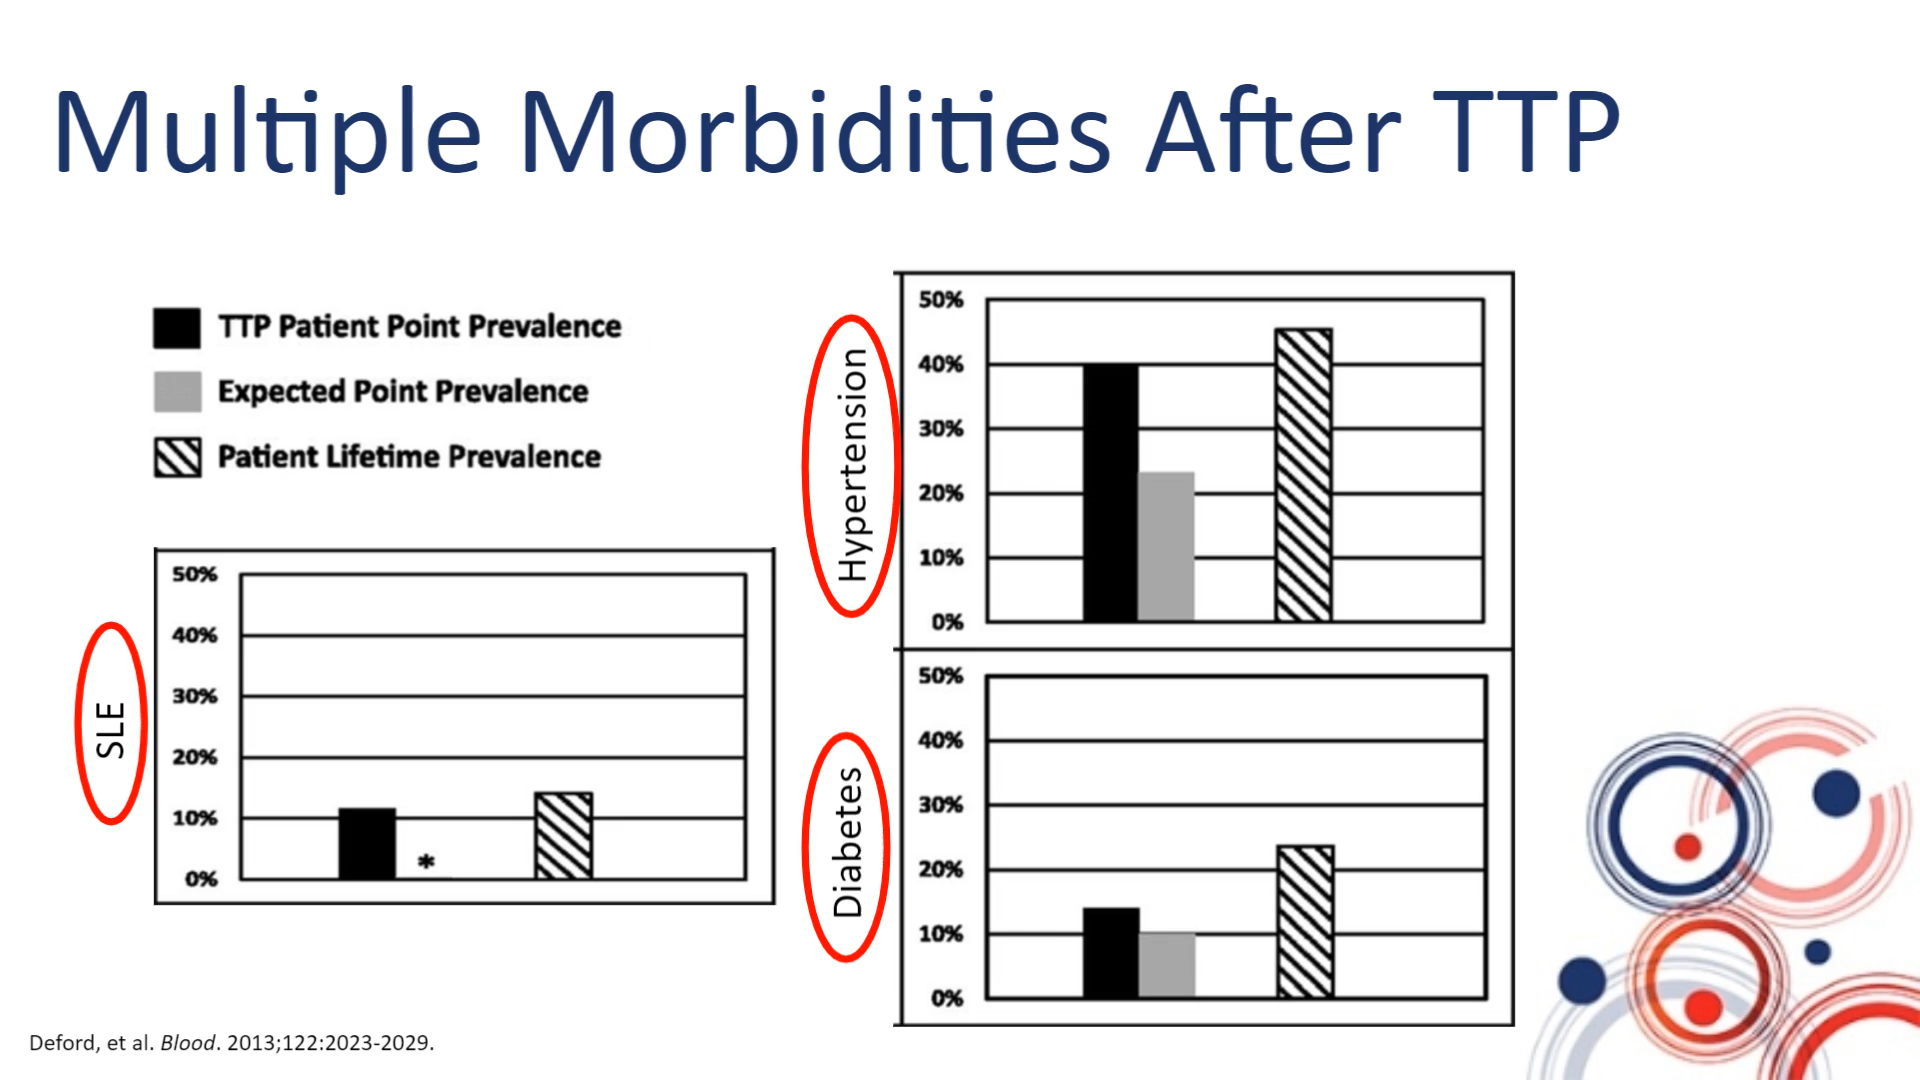 Multiple Morbidities After TTP
TTP Patient Point Prevalence
Expected Point Prevalence
Patient Lifetime Prevalence
SLE
50%
40%
30%
20%
10%
0%
*
Hypertension
50%
40%
30%
20%
10%
0%
Diabetes
50%
40%
30%
20%
10%
0%
Deford, et al. Blood. 2013;122:2023-2029.